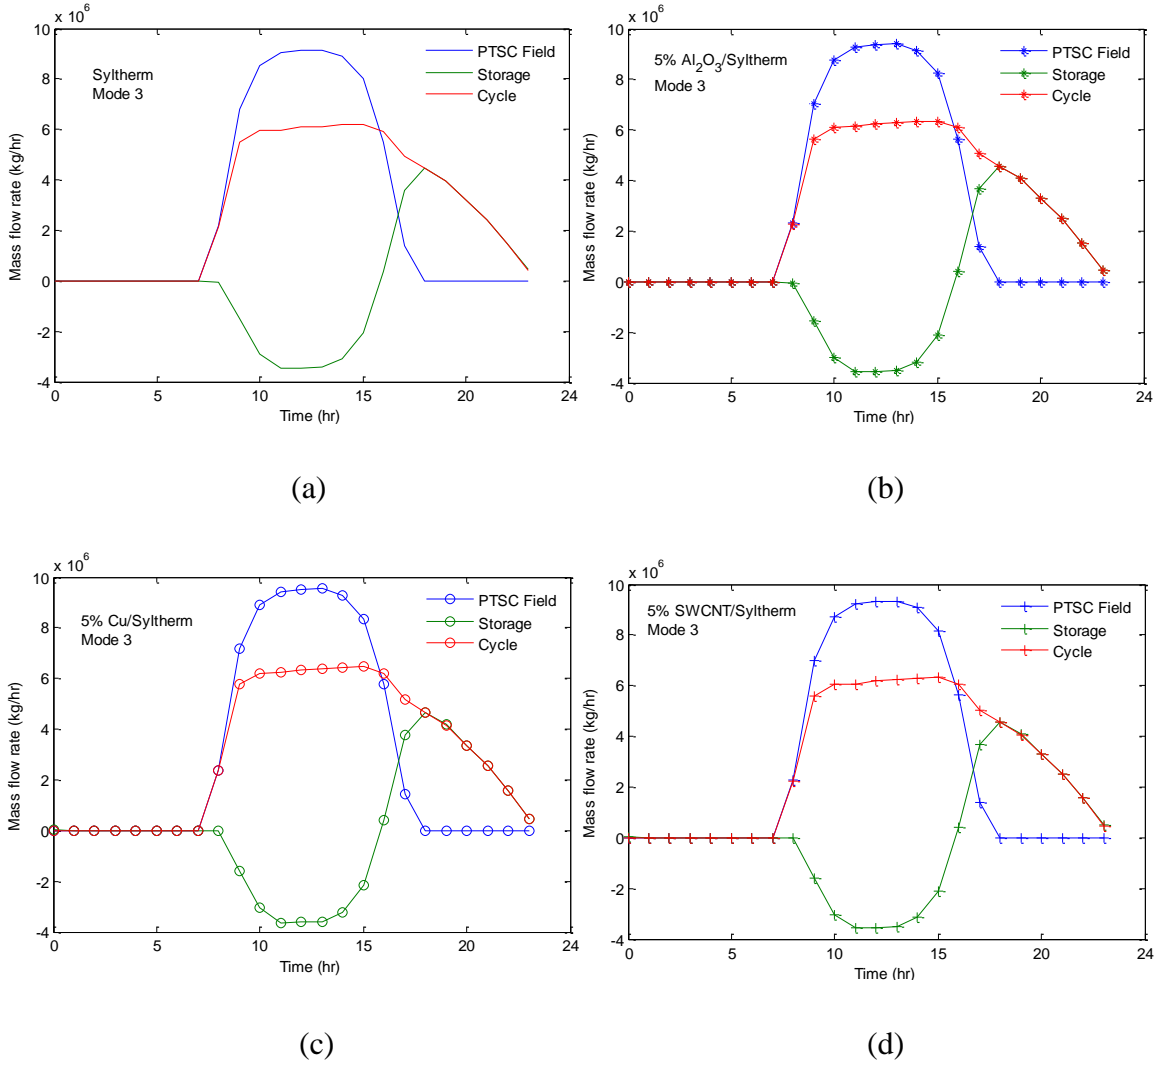 x 10^6
Syltherm
Mode 3
PTSC Field
Storage
Cycle
Mass flow rate (kg/hr)
10
8
6
4
2
0
-2
-4
0 5 10 15 20 24
Time (hr)
(a)
x 10^6
5% Al2O3/Syltherm
Mode 3
PTSC Field
Storage
Cycle
Mass flow rate (kg/hr)
10
8
6
4
2
0
-2
-4
0 5 10 15 20 24
Time (hr)
(b)
x 10^6
5% Cu/Syltherm
Mode 3
PTSC Field
Storage
Cycle
Mass flow rate (kg/hr)
10
8
6
4
2
0
-2
-4
0 5 10 15 20 24
Time (hr)
(c)
x 10^6
5% SWCNT/Syltherm
Mode 3
PTSC Field
Storage
Cycle
Mass flow rate (kg/hr)
10
8
6
4
2
0
-2
-4
0 5 10 15 20 24
Time (hr)
(d)